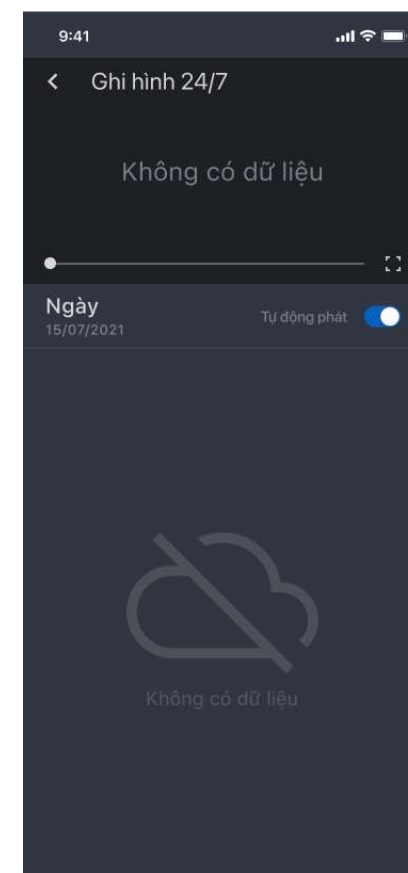 9:41
Ghi hình 24/7
Không có dữ liệu
Ngày
15/07/2021
Tự động phát
Không có dữ liệu